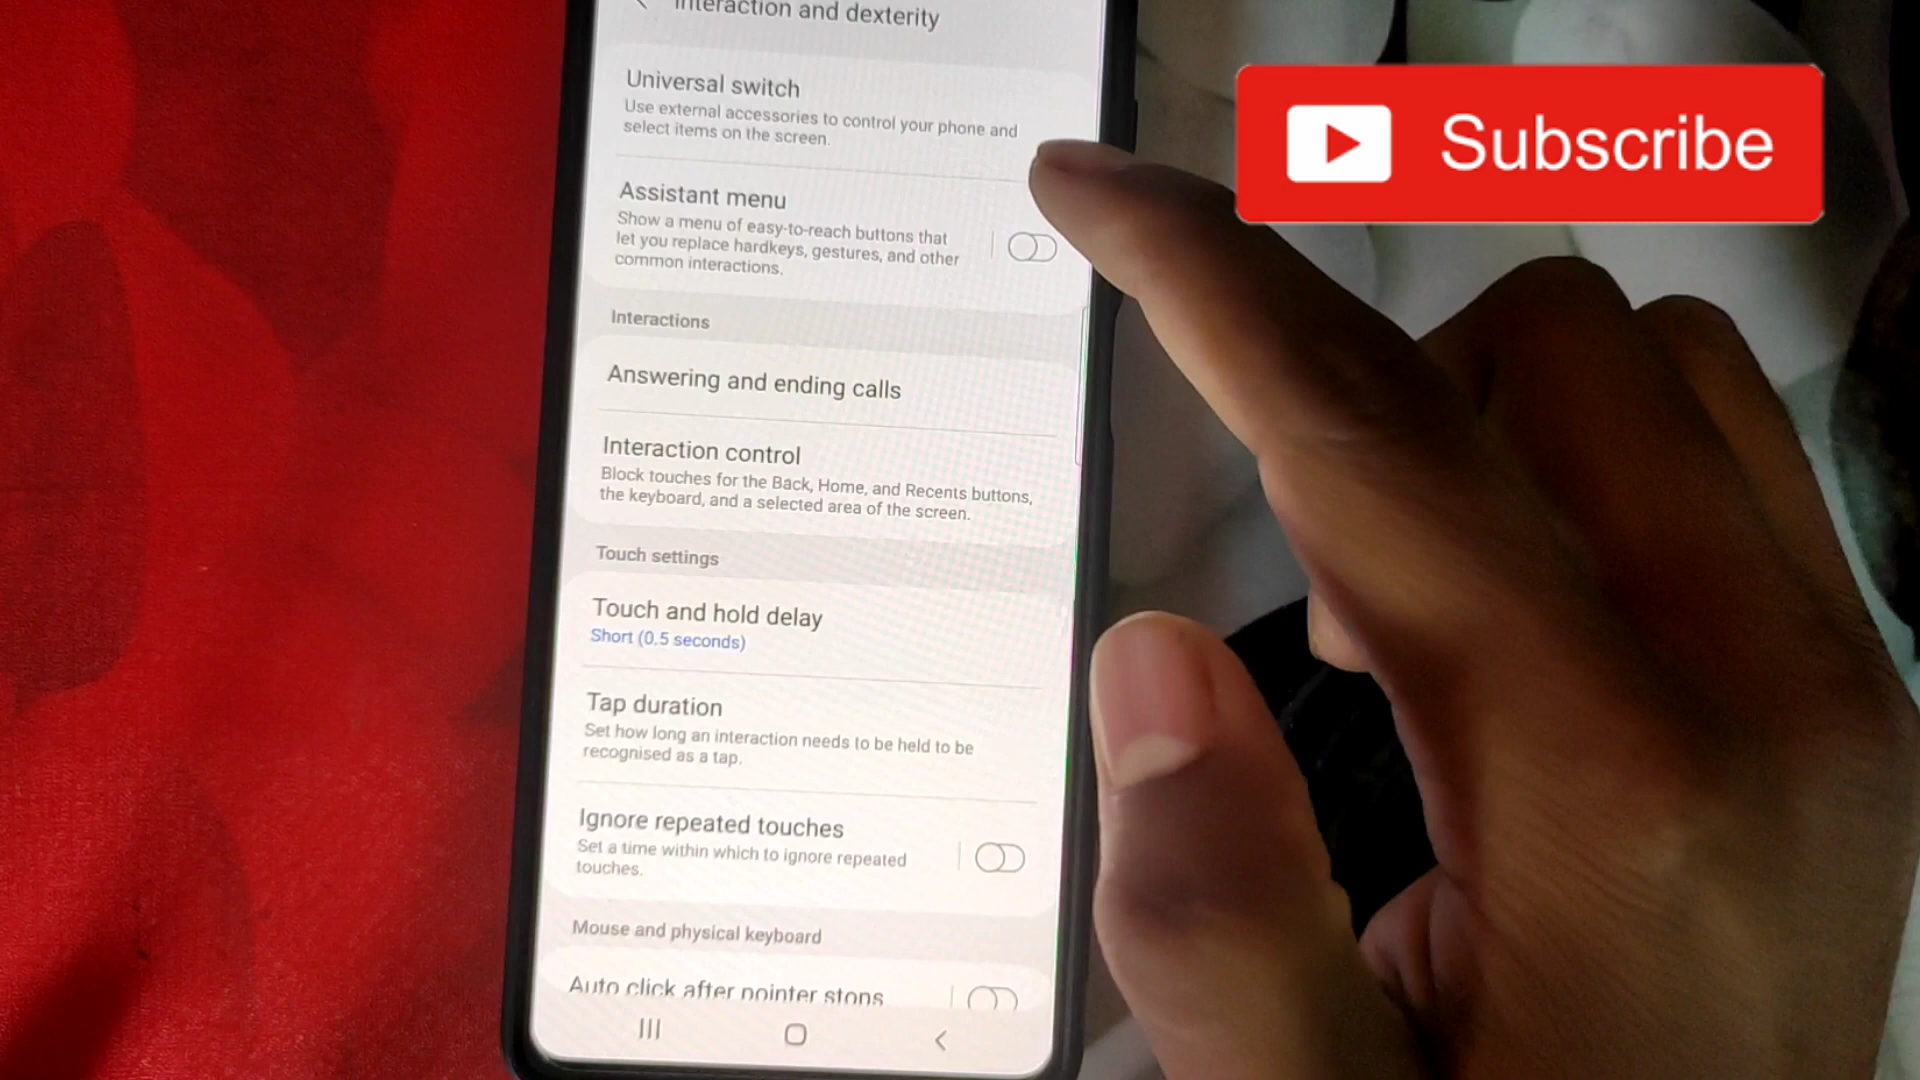 Interaction and dexterity
Subscribe
Universal switch
Use external accessories to control your phone and
select items on the screen.
Assistant menu
Show a menu of easy-to-reach buttons that
let you replace hardkeys, gestures, and other
common interactions.
Interactions
Answering and ending calls
Interaction control
Block touches for the Back, Home, and Recents buttons,
the keyboard, and a selected area of the screen.
Touch settings
Touch and hold delay
Short (0.5 seconds)
Tap duration
Set how long an interaction needs to be held to be
recognised as a tap.
Ignore repeated touches
Set a time within which to ignore repeated
touches.
Mouse and physical keyboard
Auto click after pointer stops